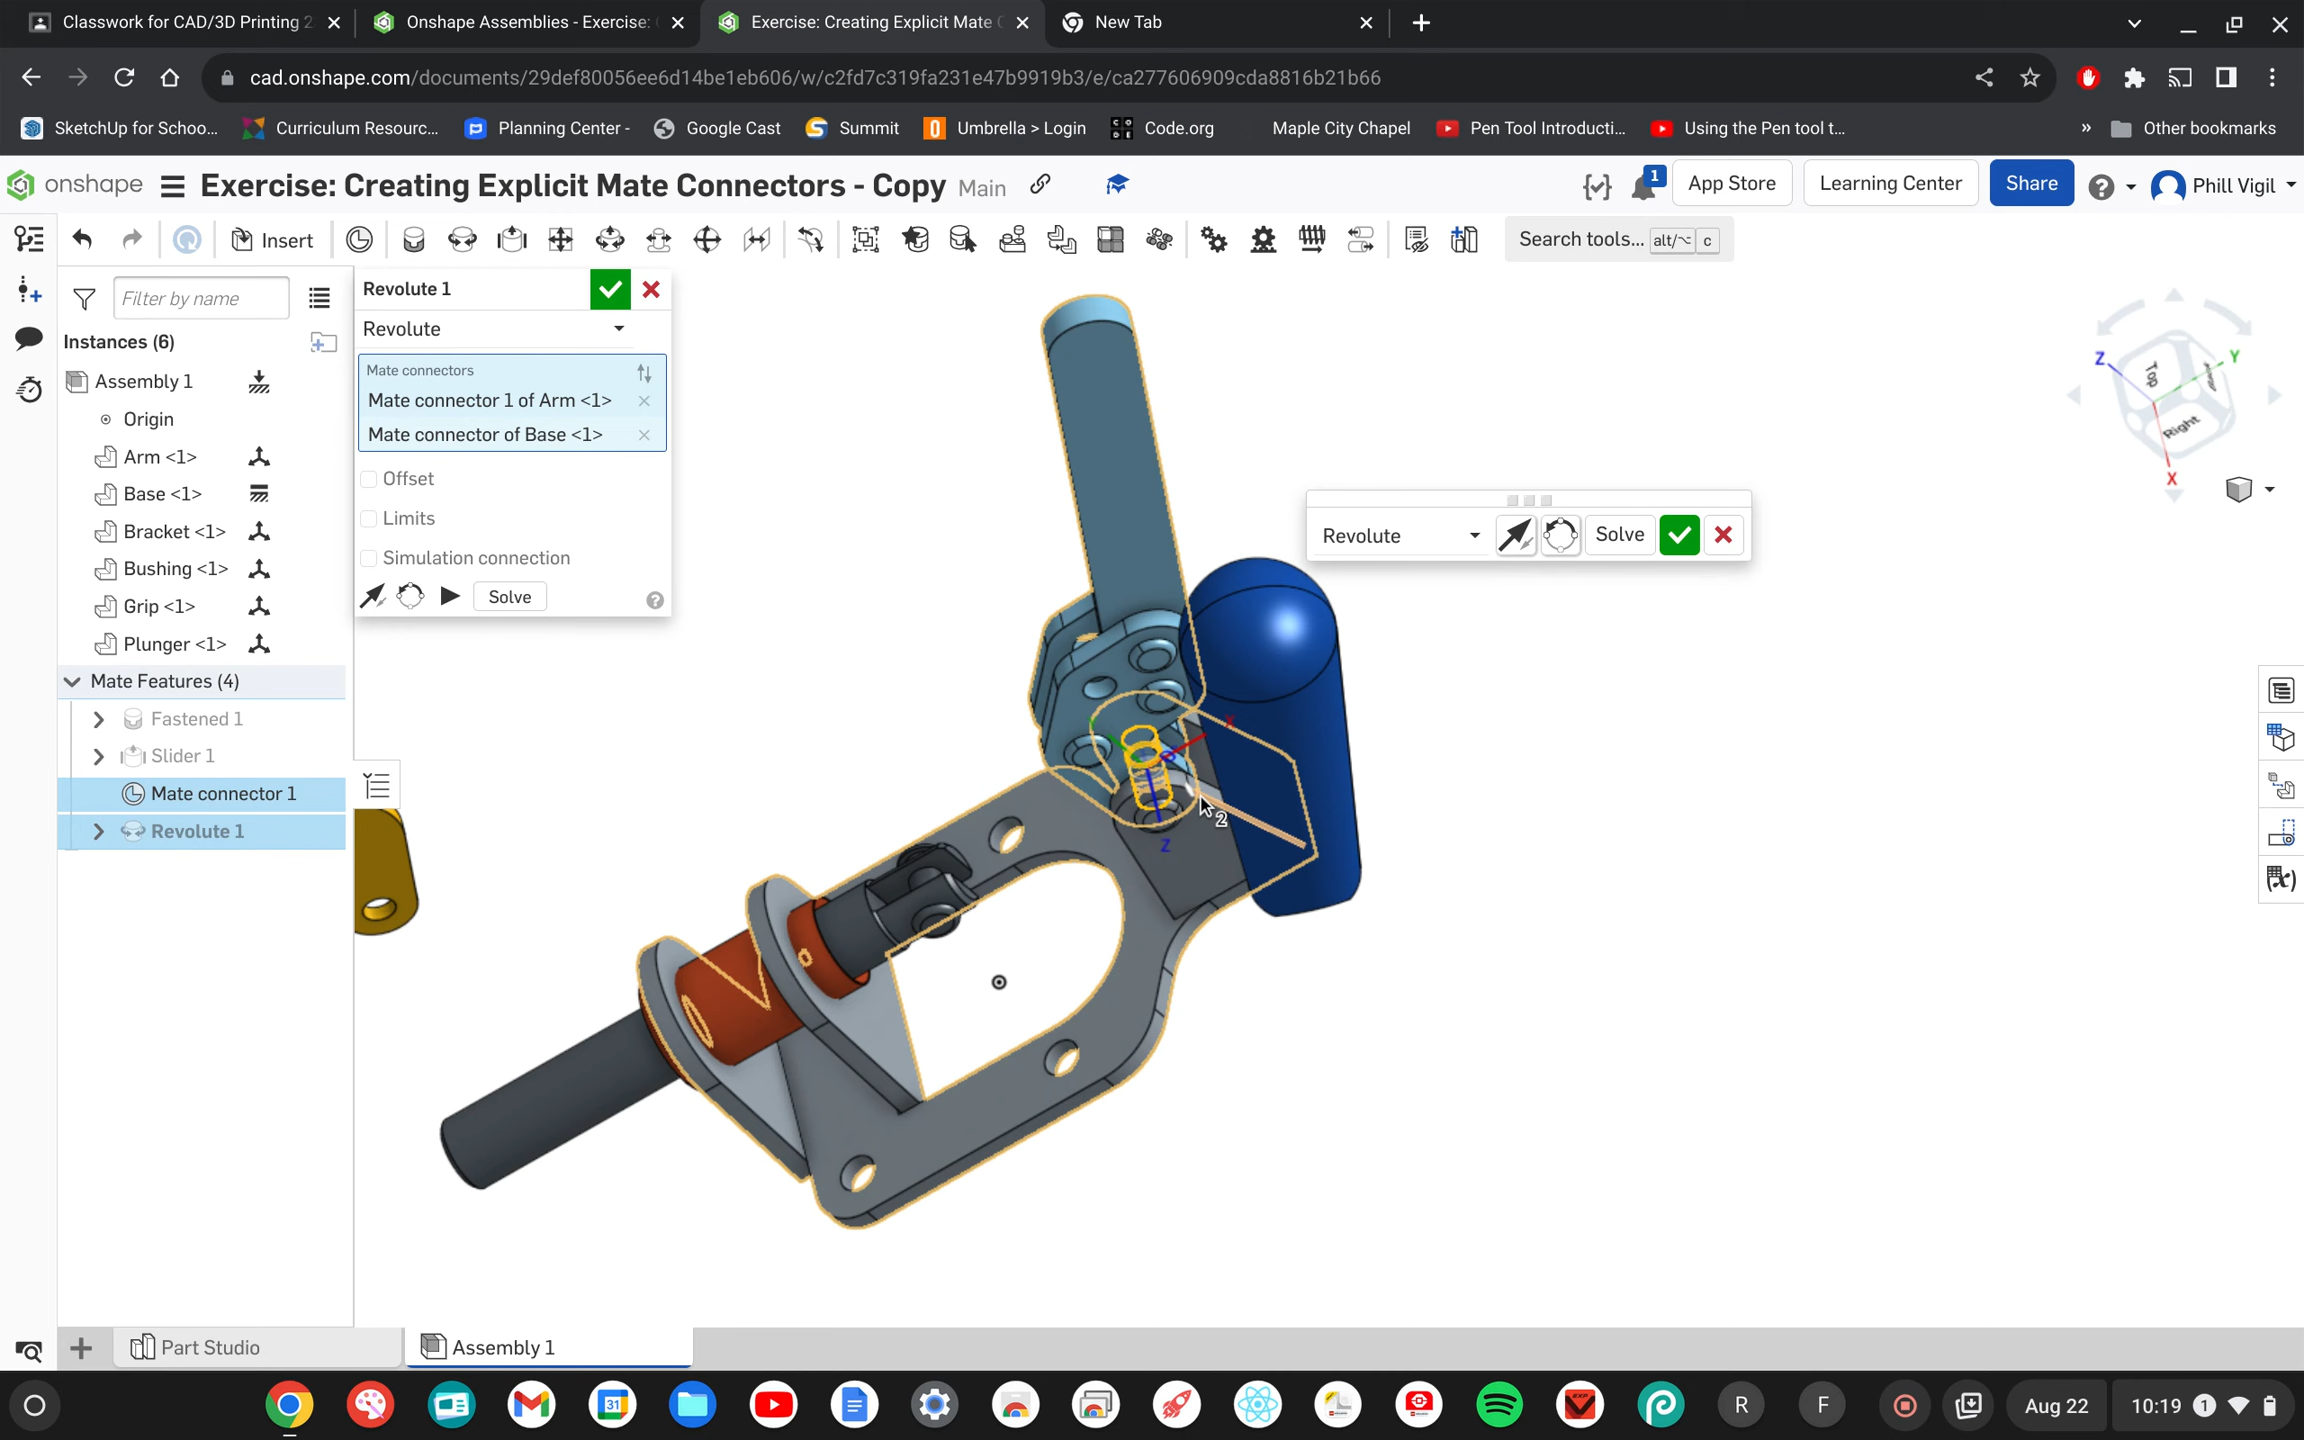 Classwork for CAD/3D Printing 2
Onshape Assemblies - Exercise: C
Exercise: Creating Explicit Mate C
New Tab
cad.onshape.com/documents/29def80056ee6d14be1eb606/w/c2fd7c319fa231e47b9919b3/e/ca277606909cda8816b21b66
SketchUp for Schoo...
Curriculum Resourc...
Planning Center -
Google Cast
Summit
Umbrella > Login
Code.org
Maple City Chapel
Pen Tool Introducti...
Using the Pen tool t...
»
Other bookmarks
onshape
Exercise: Creating Explicit Mate Connectors - Copy
Main
1
App Store
Learning Center
Share
Phill Vigil
Insert
Search tools... alt/⌥ c
Filter by name
Instances (6)
Assembly 1
Origin
Arm <1>
Base <1>
Bracket <1>
Bushing <1>
Grip <1>
Plunger <1>
Mate Features (4)
Fastened 1
Slider 1
Mate connector 1
Revolute 1
Revolute 1
Revolute
Mate connectors
Mate connector 1 of Arm <1>
Mate connector of Base <1>
Offset
Limits
Simulation connection
Solve
Revolute
Solve
Z
Y
Top
Right
X
X
2
Z
Part Studio
Assembly 1
31
R
F
Aug 22
10:19
1